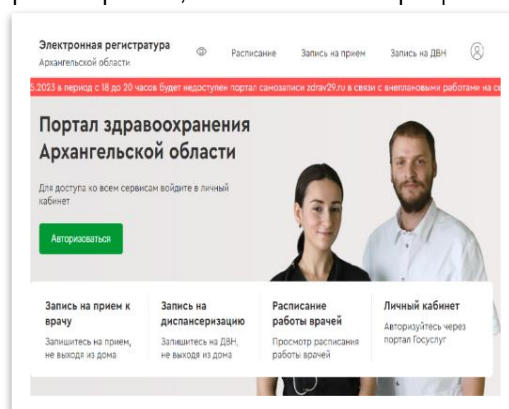 Электронная регистратура
Архангельской области
Расписание
Запись на прием
Запись на ДВН
5.2023 в период с 18 до 20 часов будет недоступен портал самозаписи zdrav29.ru в связи с внеплановыми работами на
Портал здравоохранения
Архангельской области
Для доступа ко всем сервисам войдите в личный
кабинет
Авторизоваться
Запись на прием к
врачу
Запишитесь на прием,
не выходя из дома
Запись на
диспансеризацию
Запишитесь на ДВН,
не выходя из дома
Расписание
работы врачей
Просмотр расписания
работы врачей
Личный кабинет
Авторизуйтесь через
портал Госуслуг